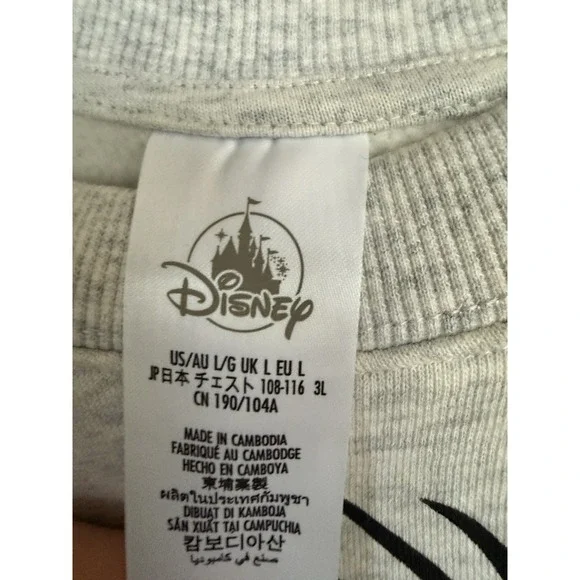 Disney
US/AU L/G UK L EU L
JP日本 チェスト 108-116 3L
CN 190/104A
MADE IN CAMBODIA
FABRIQUÉ AU CAMBODGE
HECHO EN CAMBOYA
柬埔寨製
ผลิตในประเทศกัมพูชา
DIBUAT DI KAMBOJA
SẢN XUẤT TẠI CAMPUCHIA
캄보디아산
صنع في كامبوديا